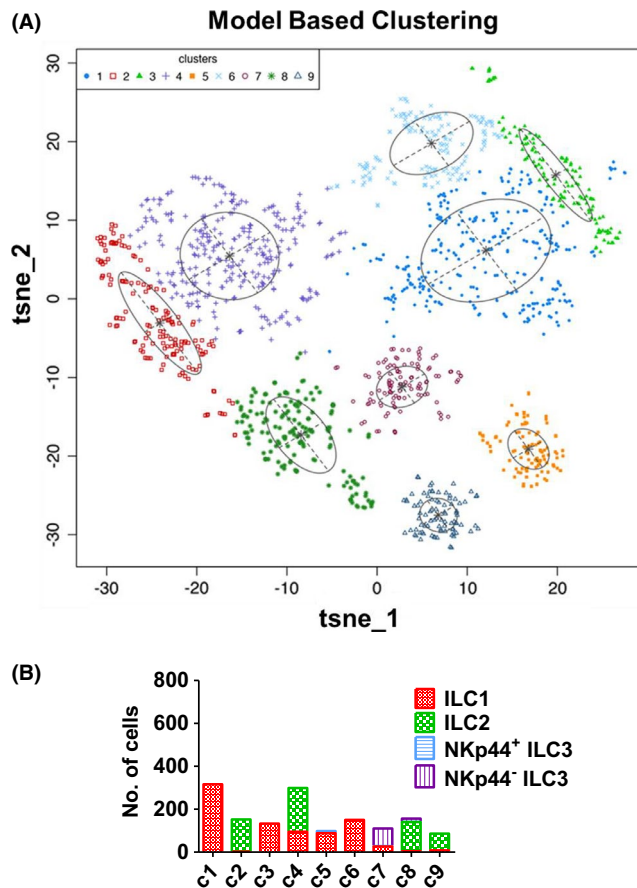 (A)
Model Based Clustering
clusters
1 2 3 4 5 6 7 8 9
30
20
10
0
-10
-20
-30
tsne_2
-30 -20 -10 0 10 20
tsne_1
(B)
800
600
400
200
0
No. of cells
ILC1
ILC2
NKp44+ ILC3
NKp44- ILC3
c1 c2 c3 c4 c5 c6 c7 c8 c9